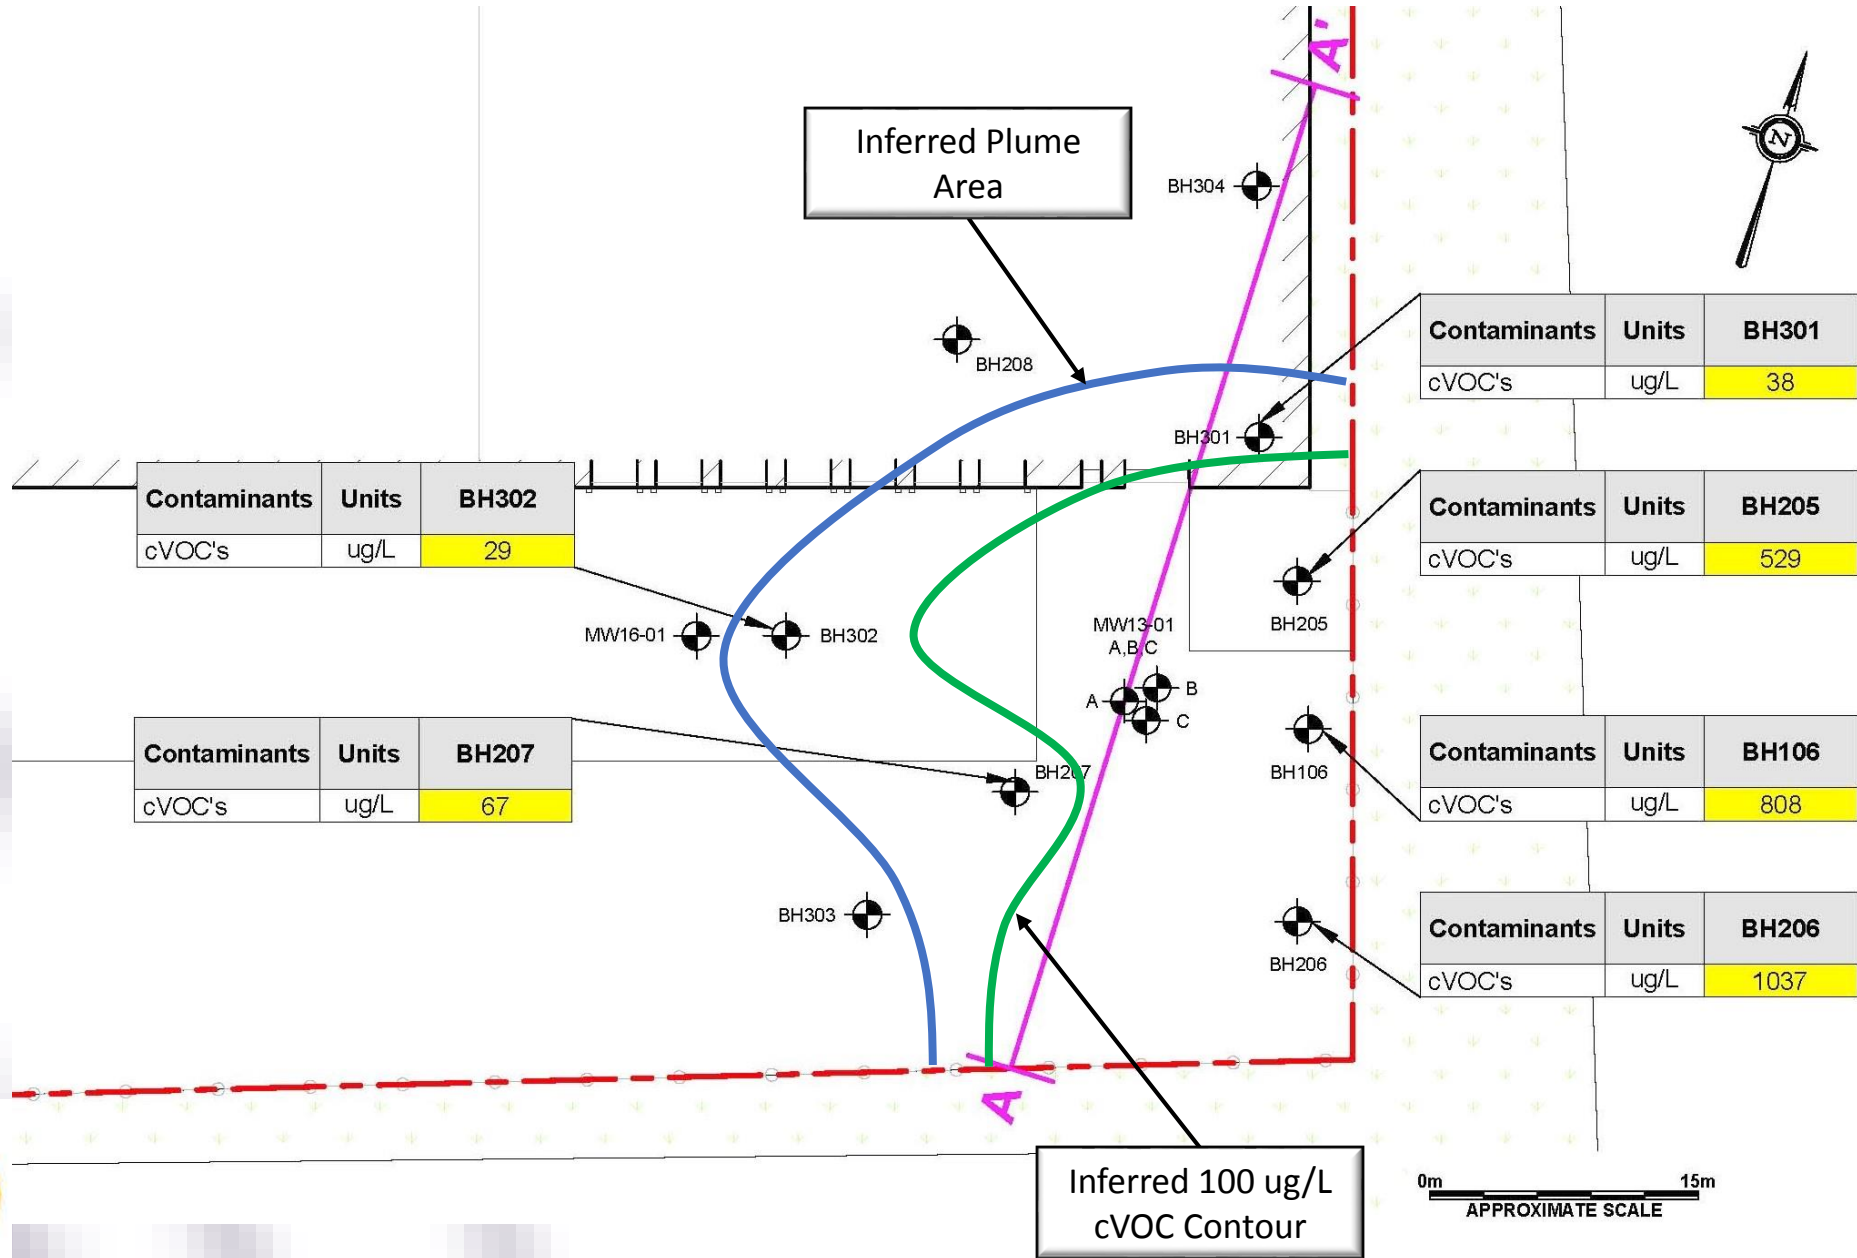 A'
Inferred Plume
Area
N
BH304
BH208
Contaminants Units BH301
cVOC's ug/L 38
BH301
Contaminants Units BH302
cVOC's ug/L 29
Contaminants Units BH205
cVOC's ug/L 529
BH205
MW16-01
BH302
MW13-01
A,B,C
A
B
C
Contaminants Units BH207
cVOC's ug/L 67
BH207
Contaminants Units BH106
cVOC's ug/L 808
BH106
BH303
Contaminants Units BH206
cVOC's ug/L 1037
BH206
A
Inferred 100 ug/L
cVOC Contour
0m 15m
APPROXIMATE SCALE